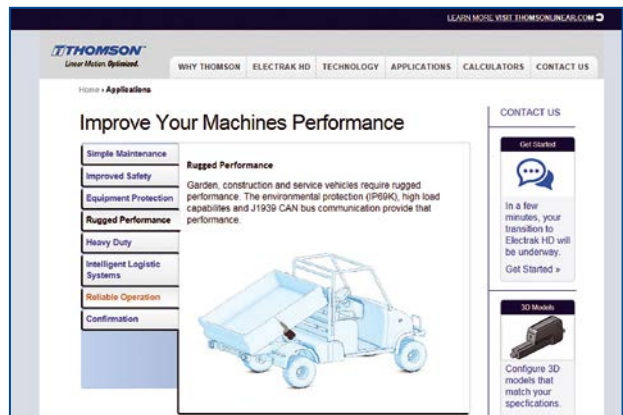 LEARN MORE VISIT THOMSONLINEAR.COM
THOMSON™
Linear Motion. Optimized.
WHY THOMSON
ELECTRAK HD
TECHNOLOGY
APPLICATIONS
CALCULATORS
CONTACT US
Home » Applications
Improve Your Machines Performance
Simple Maintenance
Improved Safety
Equipment Protection
Rugged Performance
Heavy Duty
Intelligent Logistic
Systems
Reliable Operation
Confirmation
Rugged Performance
Garden, construction and service vehicles require rugged
performance. The environmental protection (IP69K), high load
capabilites and J1939 CAN bus communication provide that
performance.
CONTACT US
Get Started
In a few
minutes, your
transition to
Electrak HD will
be underway.
Get Started »
3D Models
Configure 3D
models that
match your
specfications.